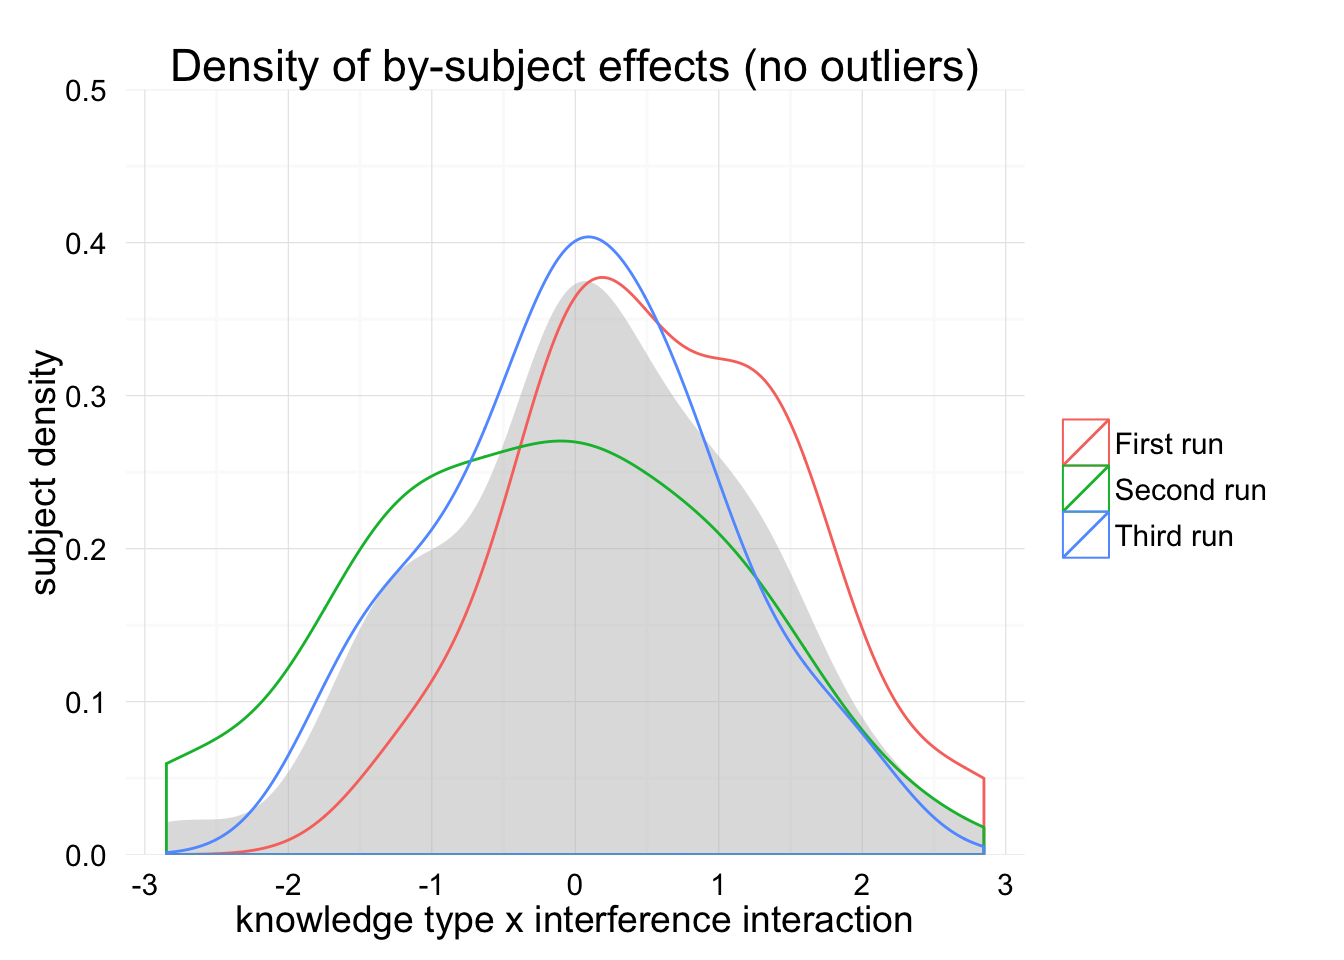 Density of by-subject effects (no outliers)
0.5
0.4
0.3
0.2
0.1
0.0
subject density
-3 -2 -1 0 1 2 3
knowledge type x interference interaction
First run
Second run
Third run